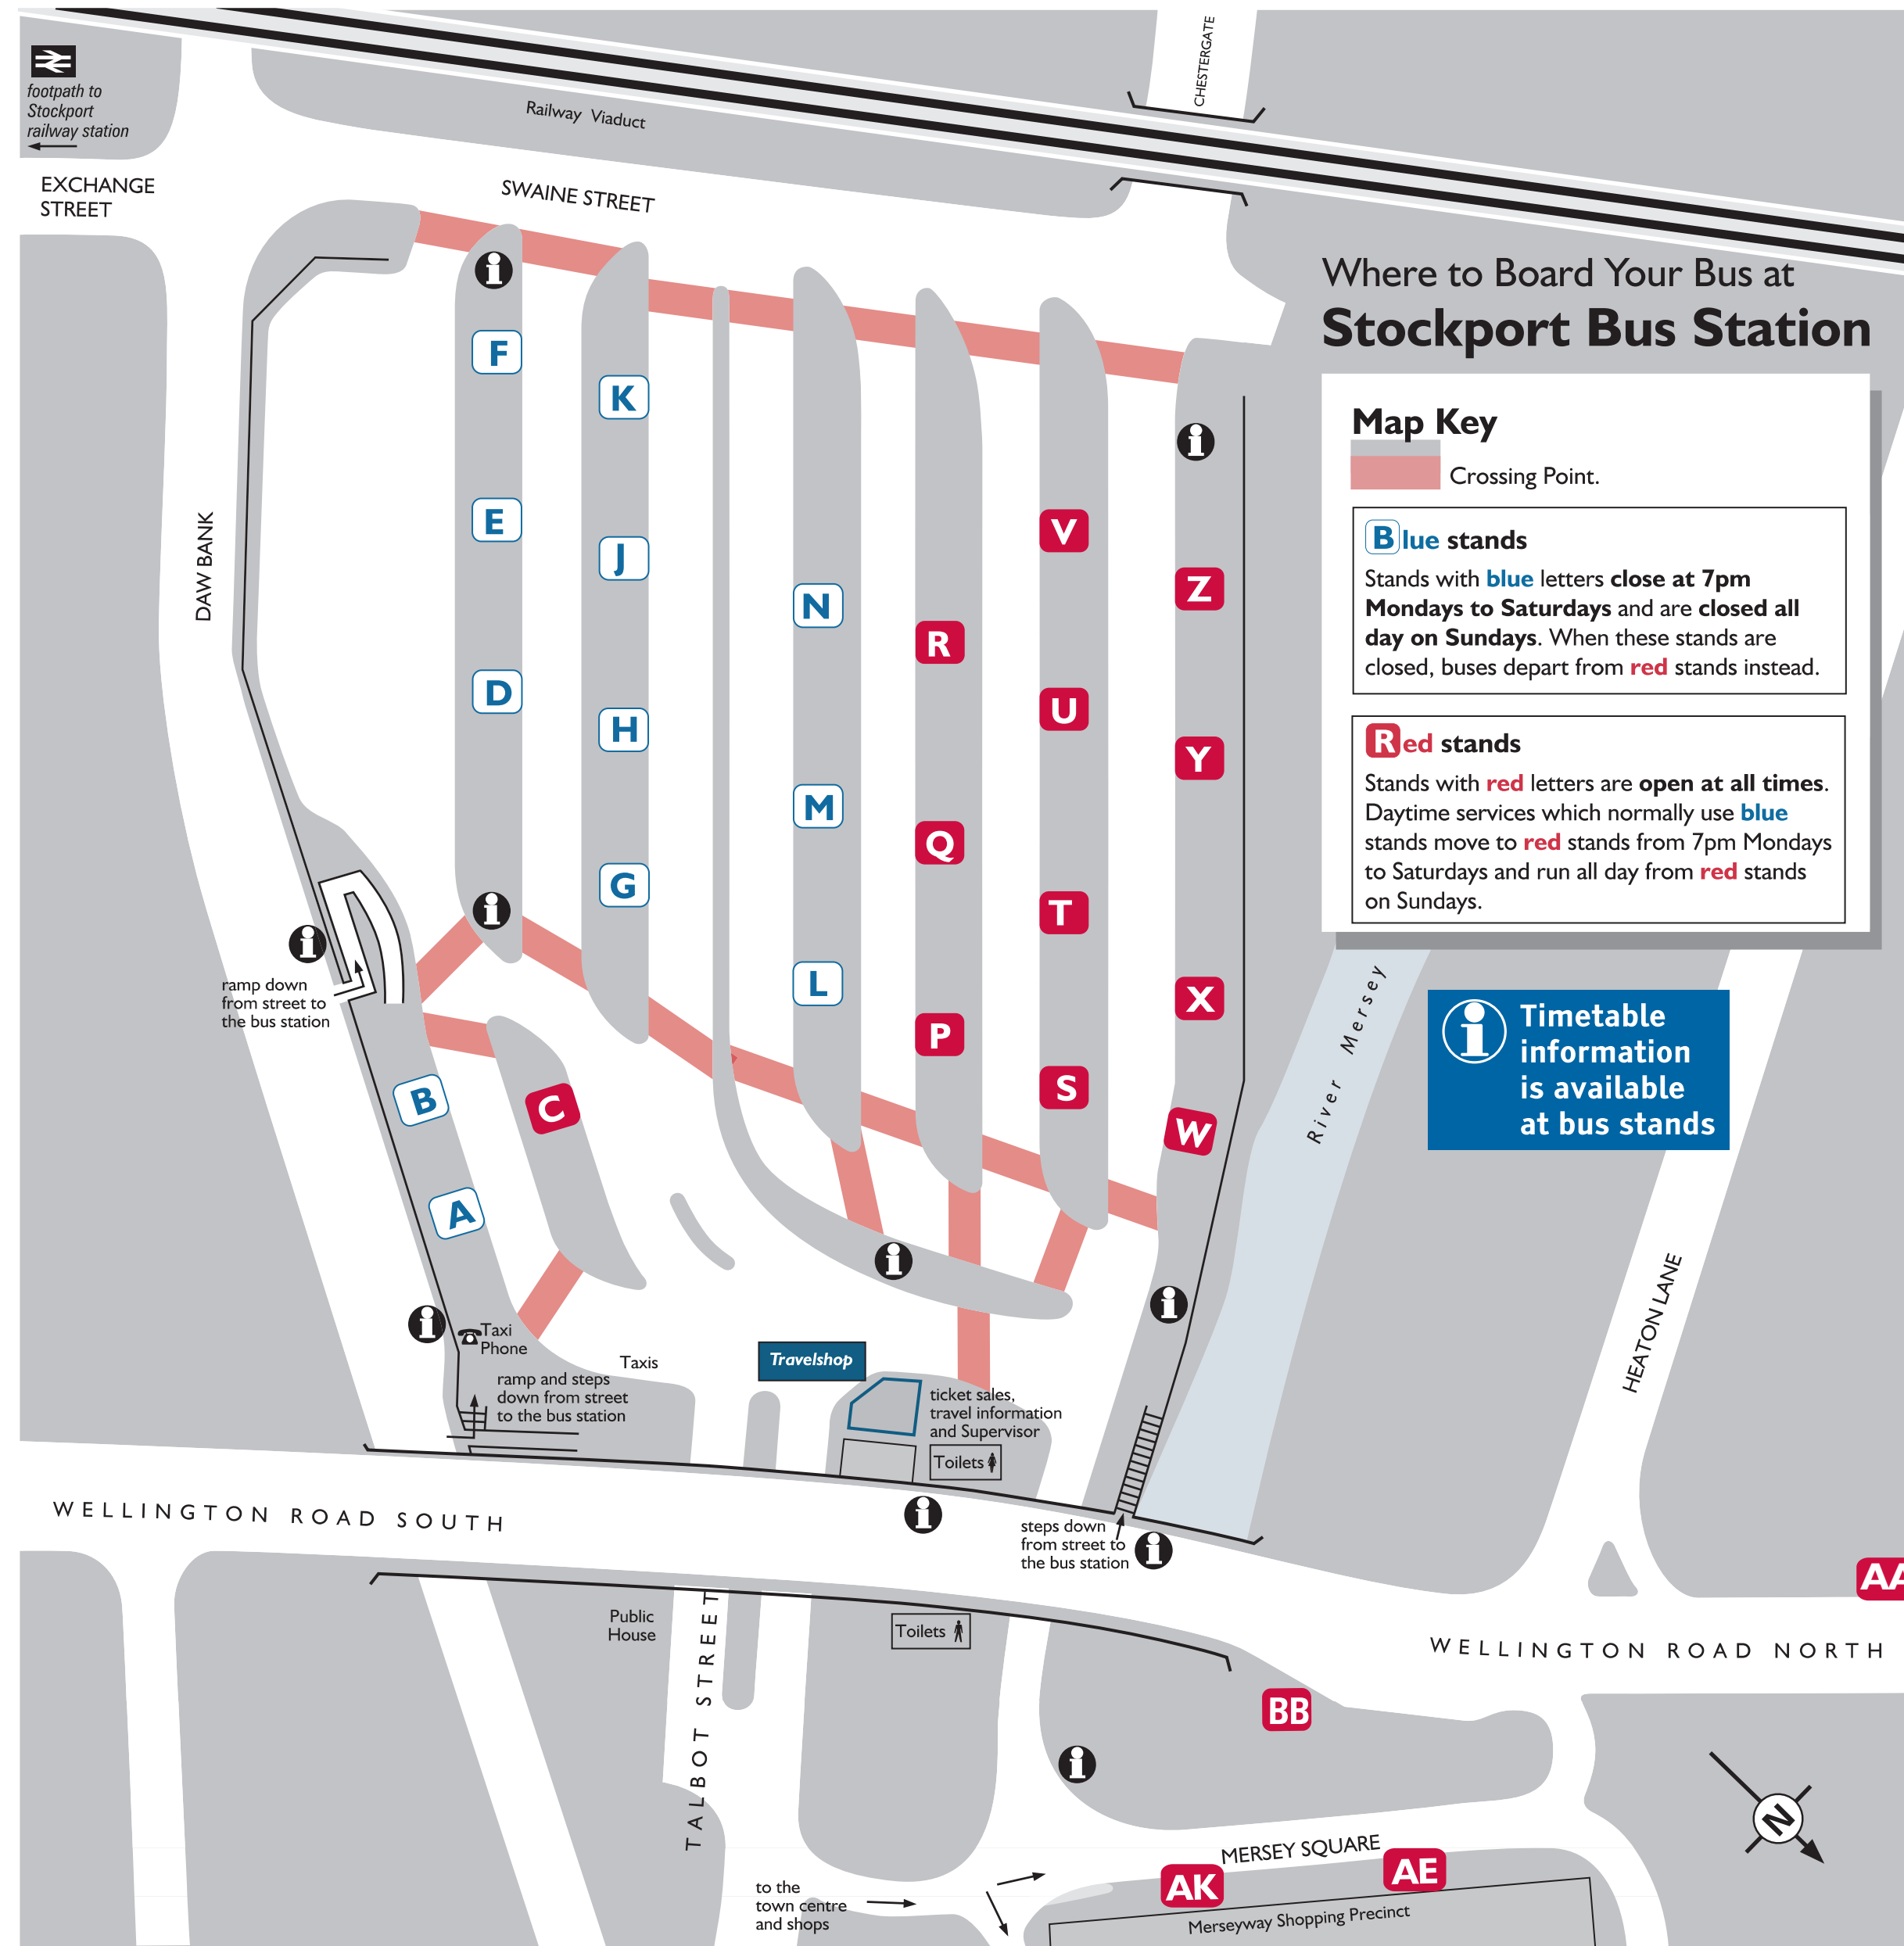 CHESTERGATE
footpath to
Stockport
railway station
Railway Viaduct
EXCHANGE
STREET
SWAINE STREET
Where to Board Your Bus at
Stockport Bus Station
Map Key
Crossing Point.
Blue stands
Stands with blue letters close at 7pm
Mondays to Saturdays and are closed all
day on Sundays. When these stands are
closed, buses depart from red stands instead.
Red stands
Stands with red letters are open at all times.
Daytime services which normally use blue
stands move to red stands from 7pm Mondays
to Saturdays and run all day from red stands
on Sundays.
i
i
F
K
E
V
J
DAW BANK
Z
N
R
D
U
H
Y
M
Q
G
i
T
i
L
X
P
ramp down
from street to
the bus station
River Mersey
i
Timetable
information
is available
at bus stands
S
B
C
W
A
i
i
i
HEATON LANE
Taxi
Phone
Taxis
Travelshop
ramp and steps
down from street
to the bus station
ticket sales,
travel information
and Supervisor
Toilets
WELLINGTON ROAD SOUTH
i
steps down
from street to
the bus station
i
AA
Public
House
TALBOT STREET
Toilets
WELLINGTON ROAD NORTH
BB
i
N
MERSEY SQUARE
AK
AE
to the
town centre
and shops
Merseyway Shopping Precinct